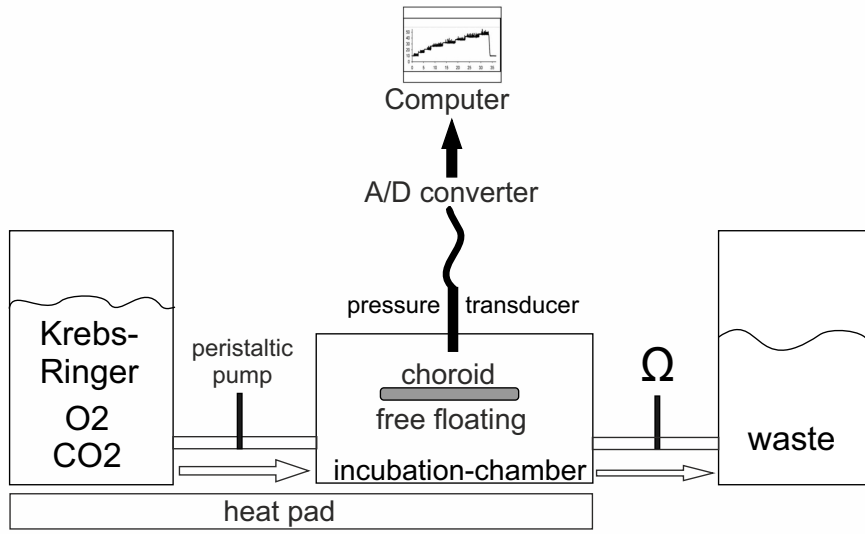 Computer
A/D converter
pressure transducer
Krebs-
Ringer
O2
CO2
peristaltic
pump
choroid
free floating
incubation-chamber
Ω
waste
heat pad